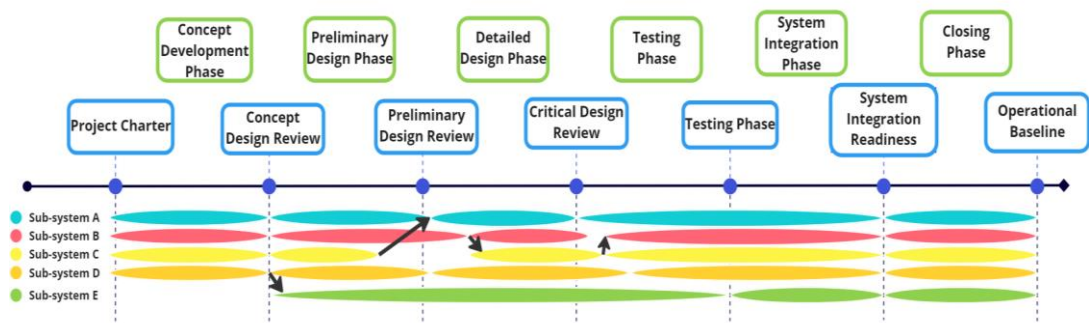 Concept
Development
Phase
Preliminary
Design Phase
Detailed
Design Phase
Testing
Phase
System
Integration
Phase
Closing
Phase
Project Charter
Concept
Design Review
Preliminary
Design Review
Critical Design
Review
Testing Phase
System
Integration
Readiness
Operational
Baseline
Sub-system A
Sub-system B
Sub-system C
Sub-system D
Sub-system E